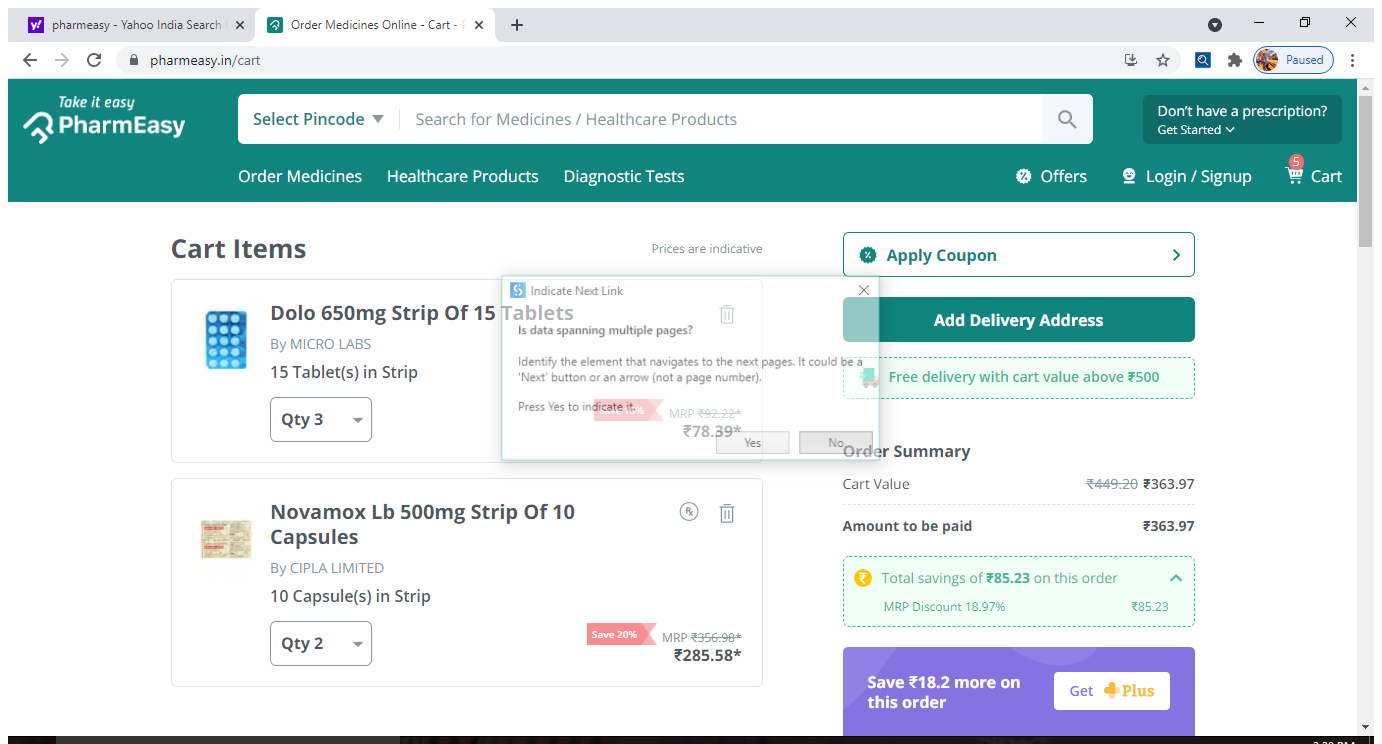 pharmeasy - Yahoo India Search
Order Medicines Online - Cart -
pharmeasy.in/cart
Paused
Take it easy
PharmEasy
Select Pincode
Search for Medicines / Healthcare Products
Don't have a prescription?
Get Started
Order Medicines
Healthcare Products
Diagnostic Tests
Offers
Login / Signup
5
Cart
Cart Items
Prices are indicative
Dolo 650mg Strip Of 15 Tablets
By MICRO LABS
15 Tablet(s) in Strip
Qty 3
MRP ₹92.22*
₹78.39*
Indicate Next Link
Is data spanning multiple pages?
Identify the element that navigates to the next pages. It could be a
'Next' button or an arrow (not a page number).
Press Yes to indicate it.
Yes
No
Novamox Lb 500mg Strip Of 10
Capsules
By CIPLA LIMITED
10 Capsule(s) in Strip
Qty 2
Save 20%
MRP ₹356.98*
₹285.58*
Apply Coupon
Add Delivery Address
Free delivery with cart value above ₹500
Order Summary
Cart Value ₹449.20 ₹363.97
Amount to be paid ₹363.97
Total savings of ₹85.23 on this order
MRP Discount 18.97% ₹85.23
Save ₹18.2 more on
this order
Get Plus